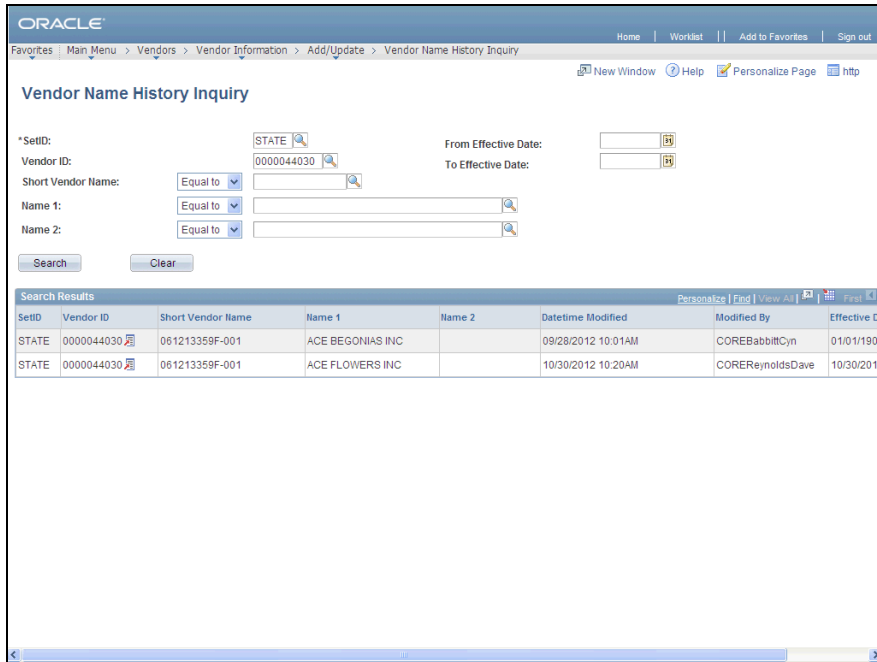 ORACLE
Home | Worklist || Add to Favorites | Sign out
Favorites | Main Menu > Vendors > Vendor Information > Add/Update > Vendor Name History Inquiry
New Window Help Personalize Page http
Vendor Name History Inquiry
*SetID: STATE From Effective Date:
Vendor ID: 0000044030 To Effective Date:
Short Vendor Name: Equal to
Name 1: Equal to
Name 2: Equal to
Search Clear
Search Results Personalize | Find | View All | First
SetID Vendor ID Short Vendor Name Name 1 Name 2 Datetime Modified Modified By Effective D
STATE 0000044030 061213359F-001 ACE BEGONIAS INC 09/28/2012 10:01AM COREBabbittCyn 01/01/190
STATE 0000044030 061213359F-001 ACE FLOWERS INC 10/30/2012 10:20AM COREReynoldsDave 10/30/201